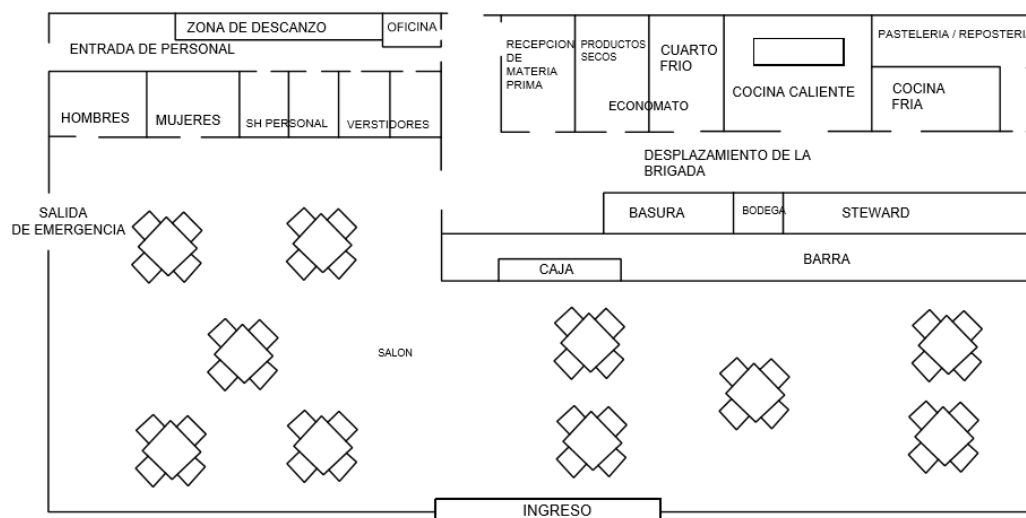 ZONA DE DESCANZO
OFICINA
ENTRADA DE PERSONAL
RECEPCION
DE
MATERIA
PRIMA
PRODUCTOS
SECOS
CUARTO
FRIO
ECONOMATO
COCINA CALIENTE
PASTELERIA / REPOSTERIA
COCINA
FRIA
HOMBRES
MUJERES
SH PERSONAL
VERSTIDORES
DESPLAZAMIENTO DE LA
BRIGADA
SALIDA
DE EMERGENCIA
BASURA
BODEGA
STEWARD
BARRA
CAJA
SALON
INGRESO